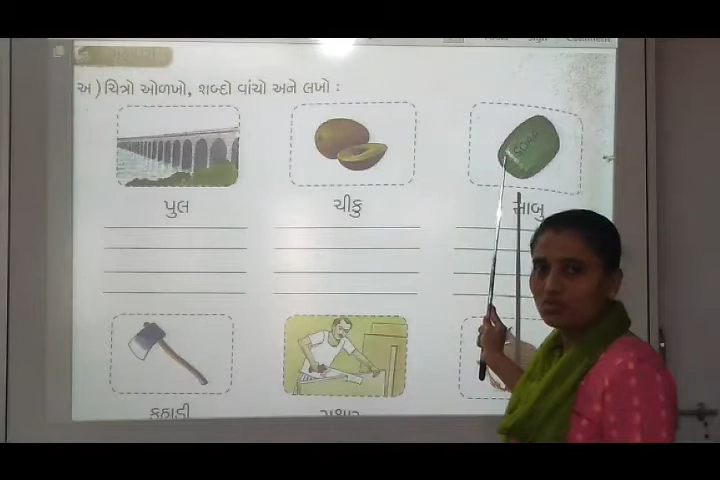 અ) ચિત્રો ઓળખો, શબ્દો વાંચો અને લખો :
SOAP
પુલ
ચીકુ
સાબુ
કુહાડી